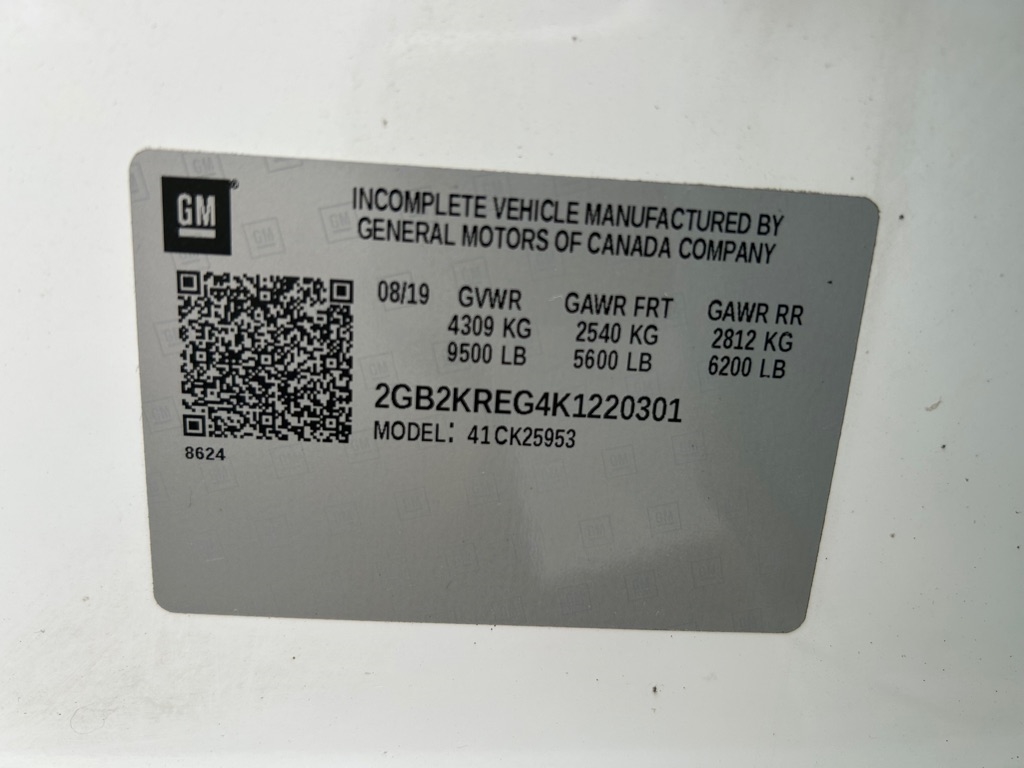 GM
INCOMPLETE VEHICLE MANUFACTURED BY
GENERAL MOTORS OF CANADA COMPANY
08/19 GVWR GAWR FRT GAWR RR
4309 KG 2540 KG 2812 KG
9500 LB 5600 LB 6200 LB
2GB2KREG4K1220301
MODEL: 41CK25953
8624